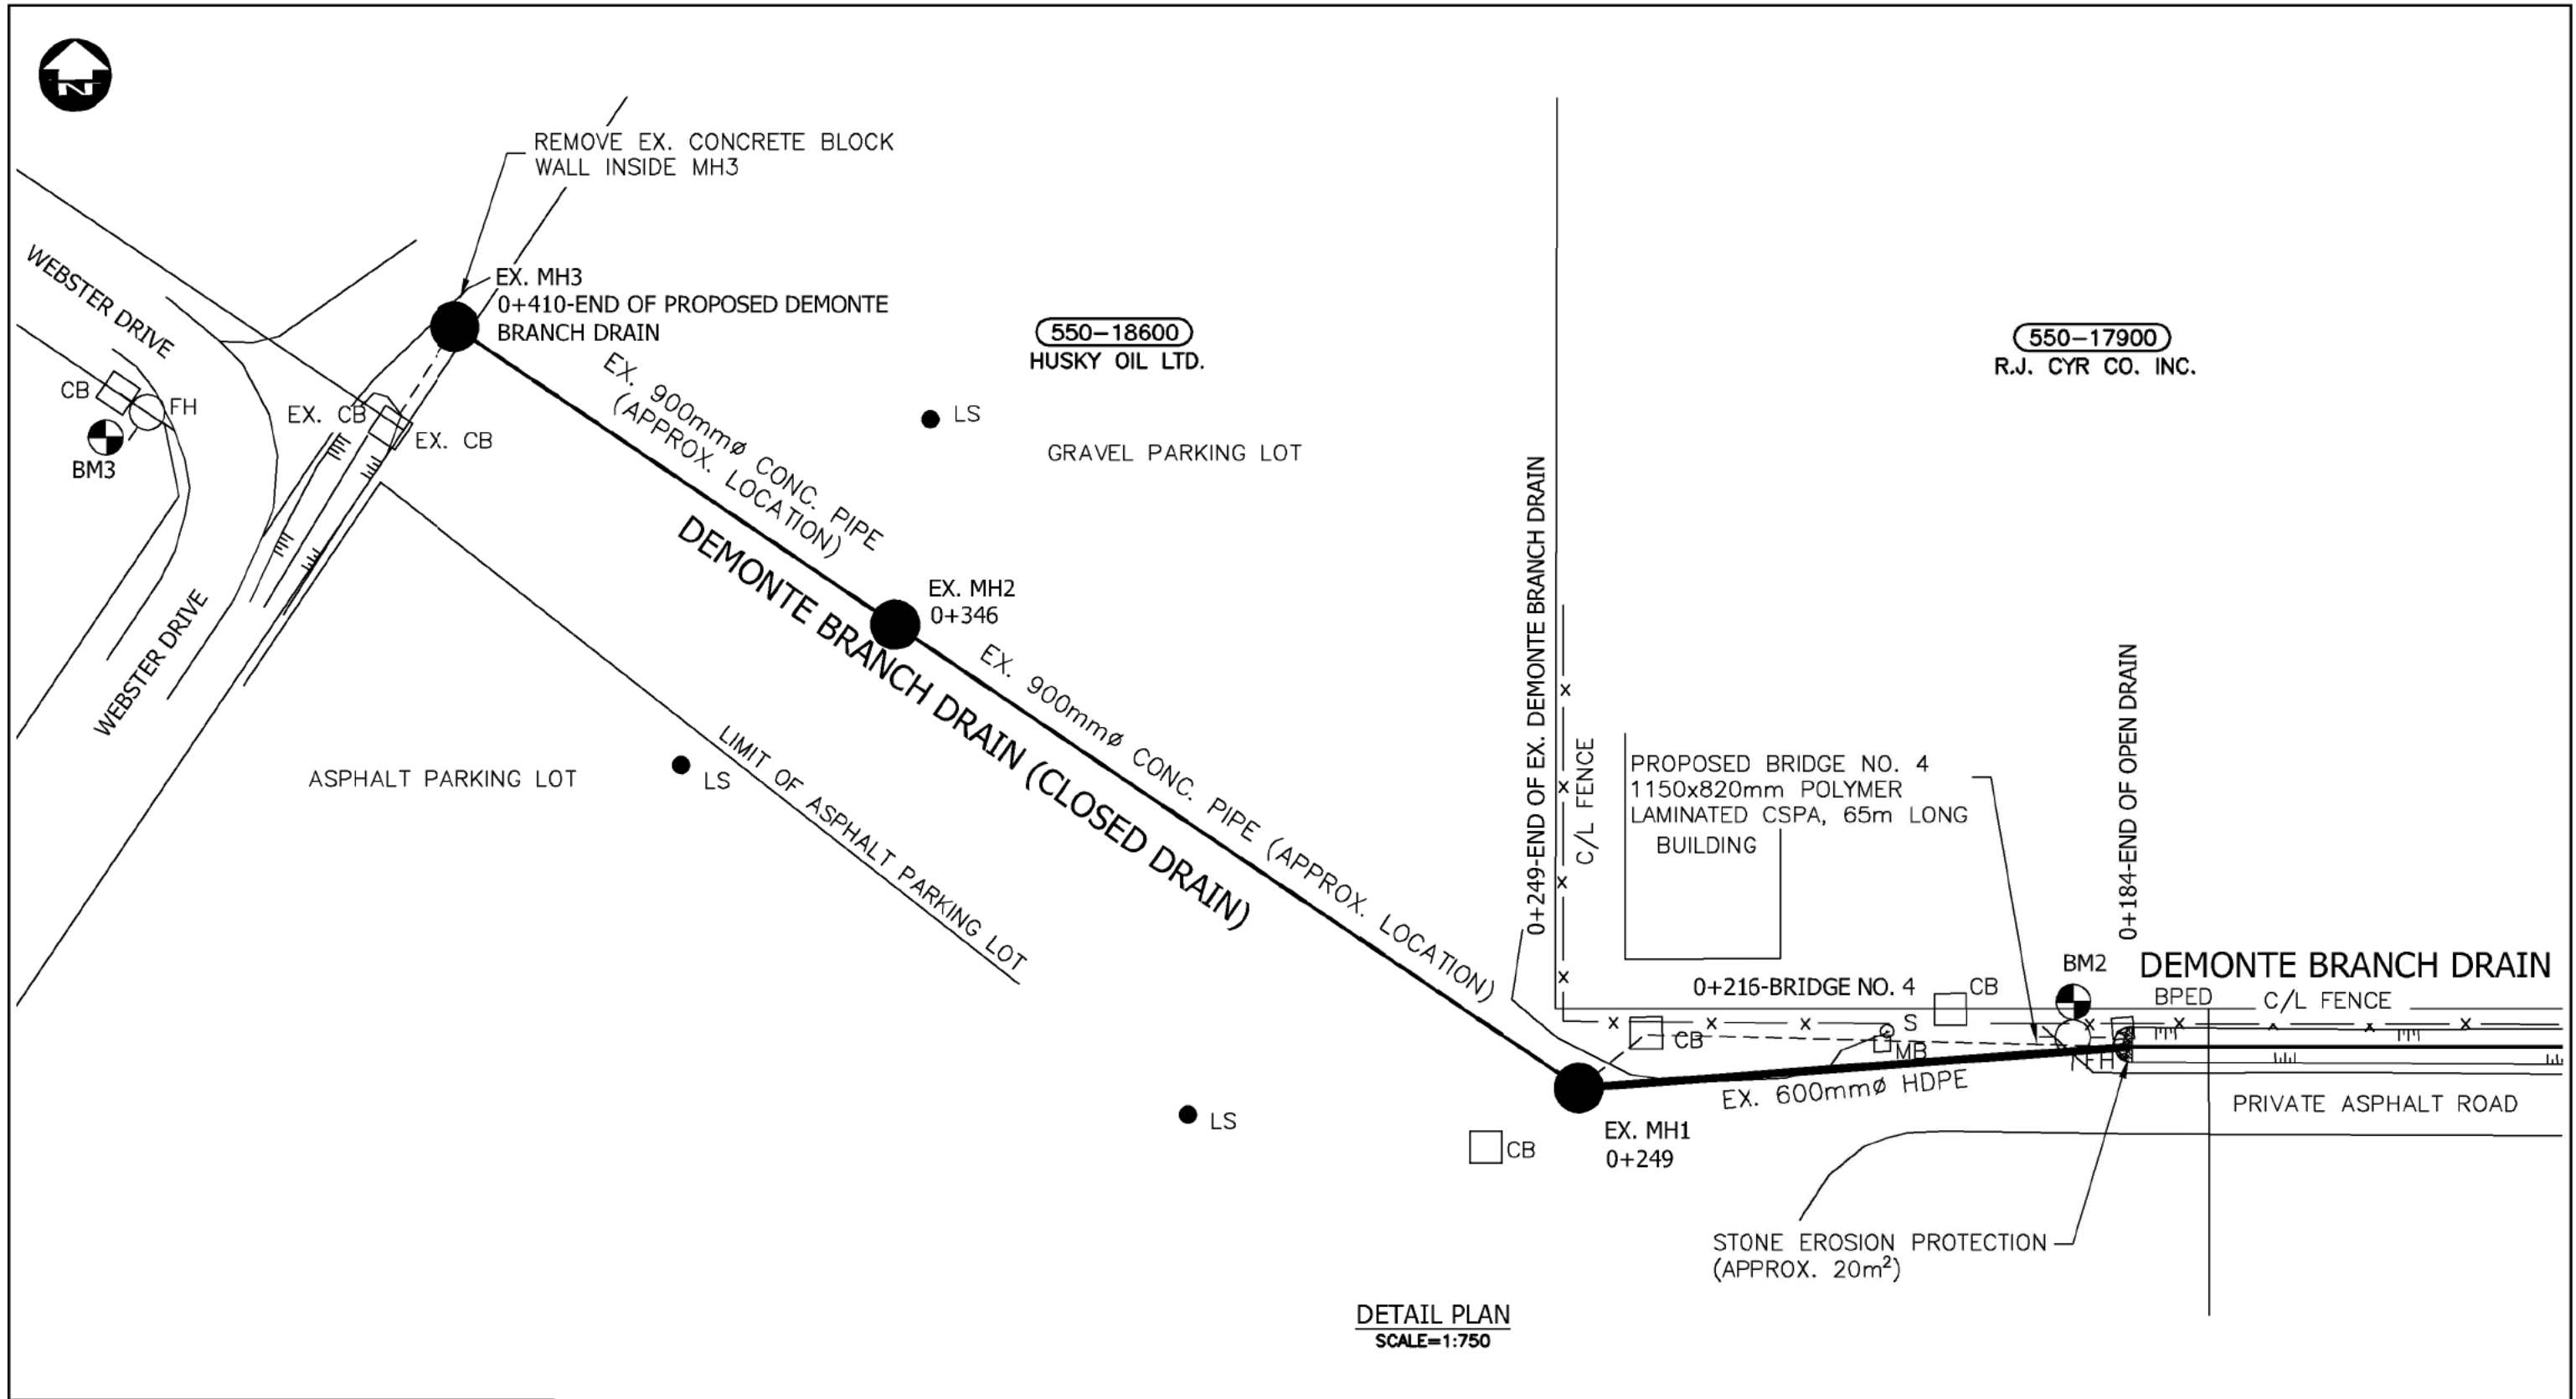 N
REMOVE EX. CONCRETE BLOCK
WALL INSIDE MH3
WEBSTER DRIVE
EX. MH3
0+410-END OF PROPOSED DEMONTE
BRANCH DRAIN
550-18600
HUSKY OIL LTD.
550-17900
R.J. CYR CO. INC.
CB
FH
BM3
EX. CB
EX. CB
EX. 900mmø CONC. PIPE
(APPROX. LOCATION)
LS
GRAVEL PARKING LOT
DEMONTE BRANCH DRAIN (CLOSED DRAIN)
EX. MH2
0+346
EX. 900mmø CONC. PIPE (APPROX. LOCATION)
WEBSTER DRIVE
ASPHALT PARKING LOT
LS
LIMIT OF ASPHALT PARKING LOT
0+249-END OF EX. DEMONTE BRANCH DRAIN
C/L FENCE
PROPOSED BRIDGE NO. 4
1150x820mm POLYMER
LAMINATED CSPA, 65m LONG
BUILDING
0+184-END OF OPEN DRAIN
0+216-BRIDGE NO. 4
CB
BM2
DEMONTE BRANCH DRAIN
BPED
C/L FENCE
S
CB
MB
FH
EX. 600mmø HDPE
PRIVATE ASPHALT ROAD
LS
CB
EX. MH1
0+249
STONE EROSION PROTECTION
(APPROX. 20m²)
DETAIL PLAN
SCALE=1:750